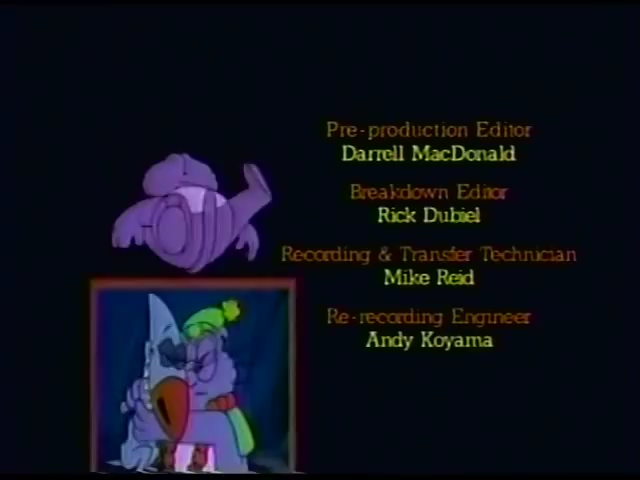 Pre-production Editor
Darrell MacDonald
Breakdown Editor
Rick Dubiel
Recording & Transfer Technician
Mike Reid
Re-recording Engineer
Andy Koyama